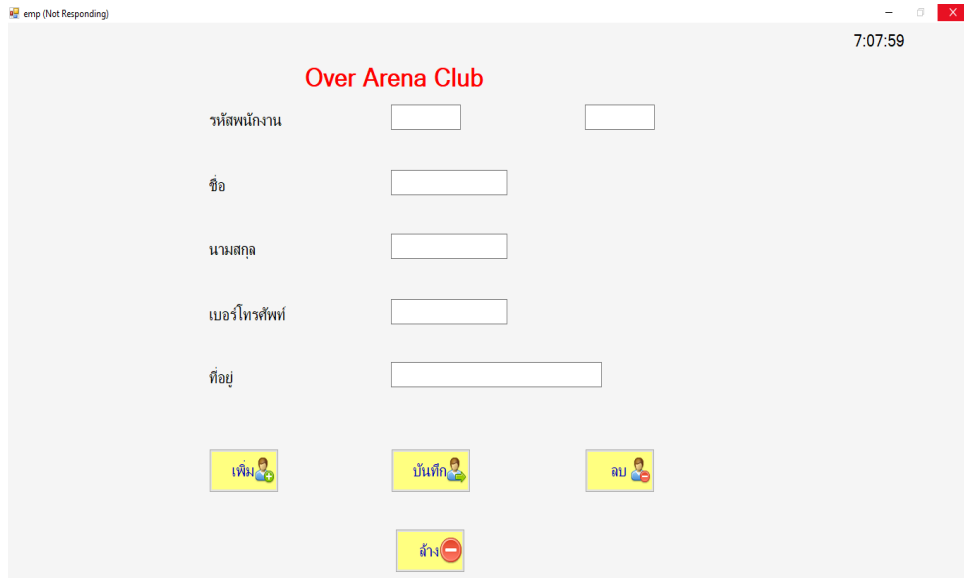 emp (Not Responding)
7:07:59
Over Arena Club
รหัสพนักงาน
ชื่อ
นามสกุล
เบอร์โทรศัพท์
ที่อยู่
เพิ่ม
บันทึก
ลบ
ล้าง